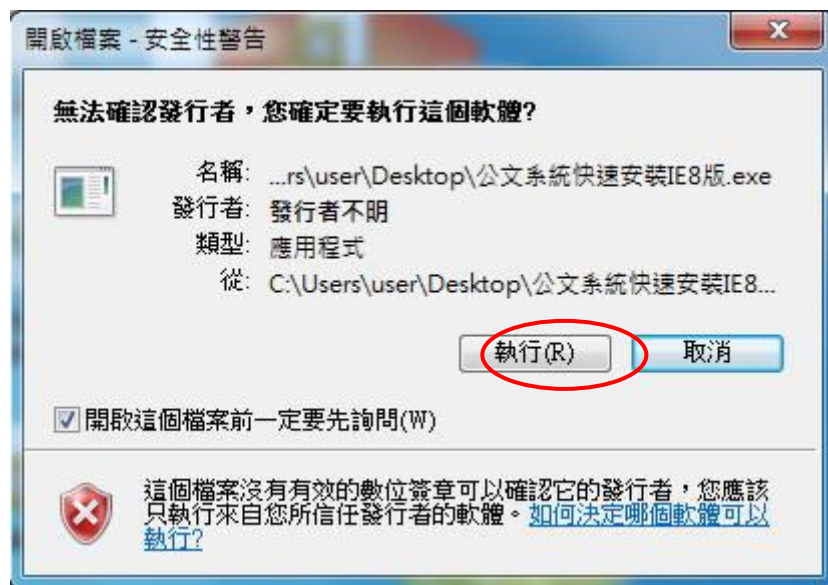 開啟檔案 - 安全性警告
無法確認發行者，您確定要執行這個軟體?
名稱: ...rs\user\Desktop\公文系統快速安裝IE8版.exe
發行者: 發行者不明
類型: 應用程式
從: C:\Users\user\Desktop\公文系統快速安裝IE8...
執行(R) 取消
開啟這個檔案前一定要先詢問(W)
這個檔案沒有有效的數位簽章可以確認它的發行者，您應該
只執行來自您所信任發行者的軟體。如何決定哪個軟體可以
執行?